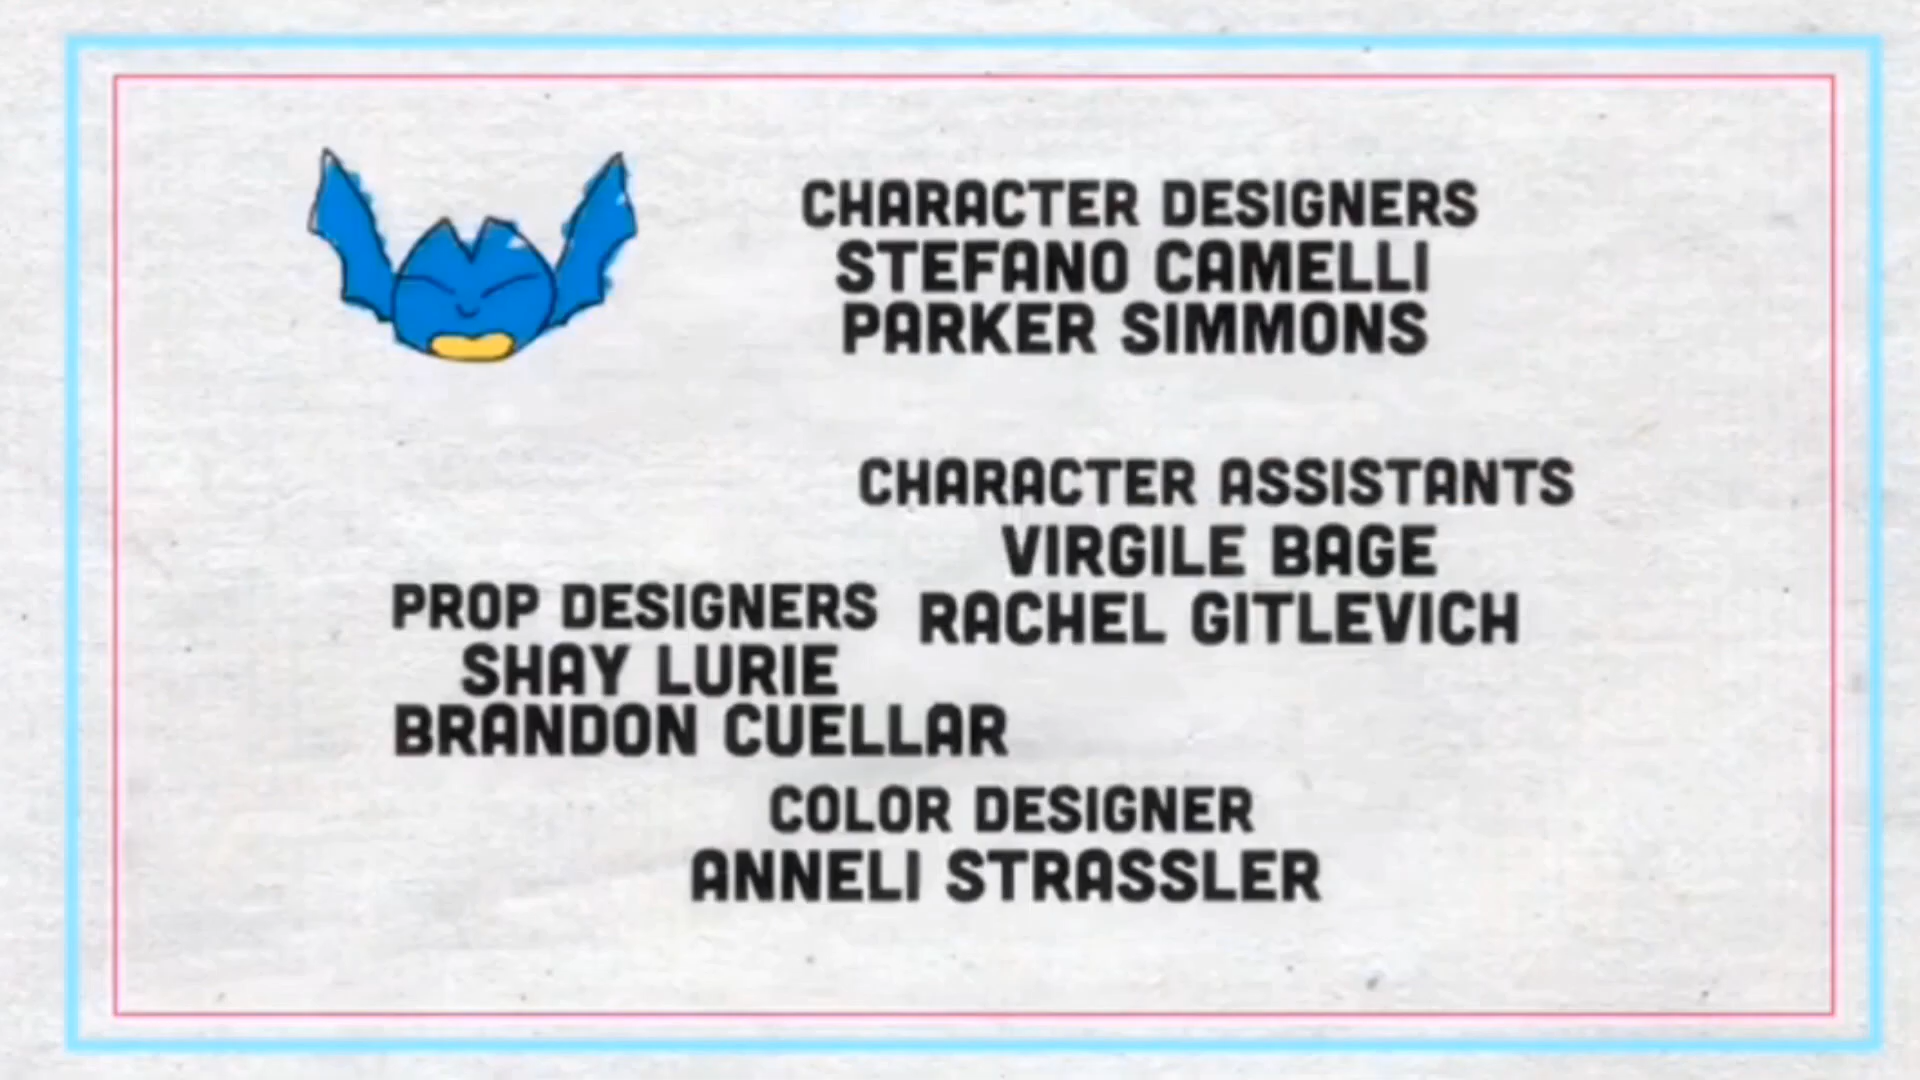 CHARACTER DESIGNERS
STEFANO CAMELLI
PARKER SIMMONS
CHARACTER ASSISTANTS
VIRGILE BAGE
RACHEL GITLEVICH
PROP DESIGNERS
SHAY LURIE
BRANDON CUELLAR
COLOR DESIGNER
ANNELI STRASSLER